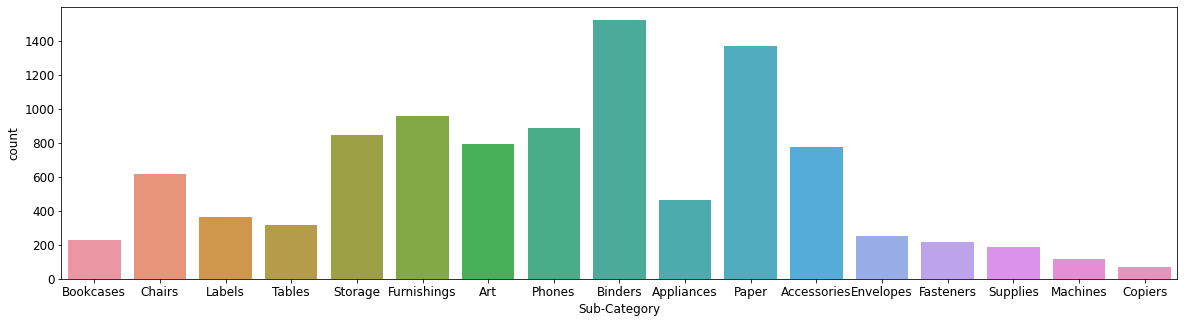 1400
1200
1000
800
600
400
200
0
count
Bookcases Chairs Labels Tables Storage Furnishings Art Phones Binders Appliances Paper Accessories Envelopes Fasteners Supplies Machines Copiers
Sub-Category